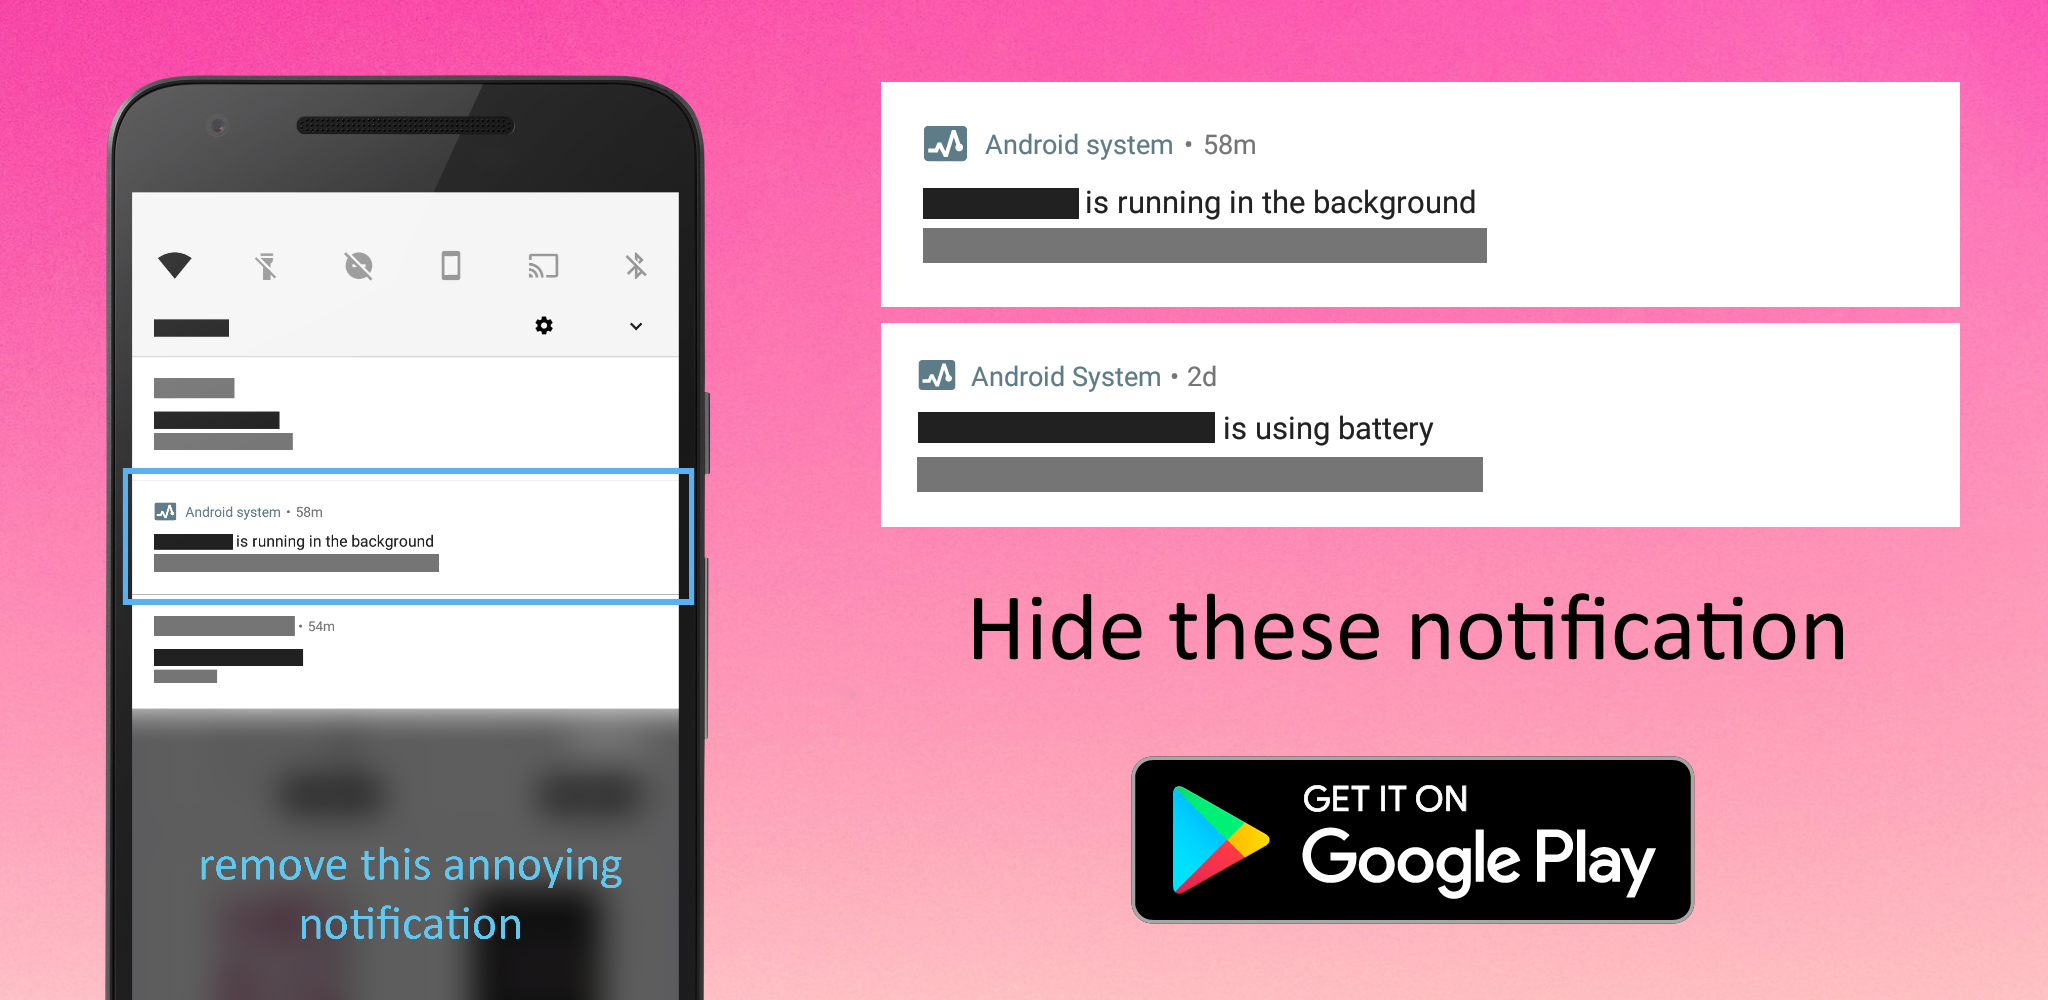 Android system • 58m
is running in the background
• 54m
remove this annoying
notification
Android system • 58m
is running in the background
Android System • 2d
is using battery
Hide these notification
GET IT ON
Google Play